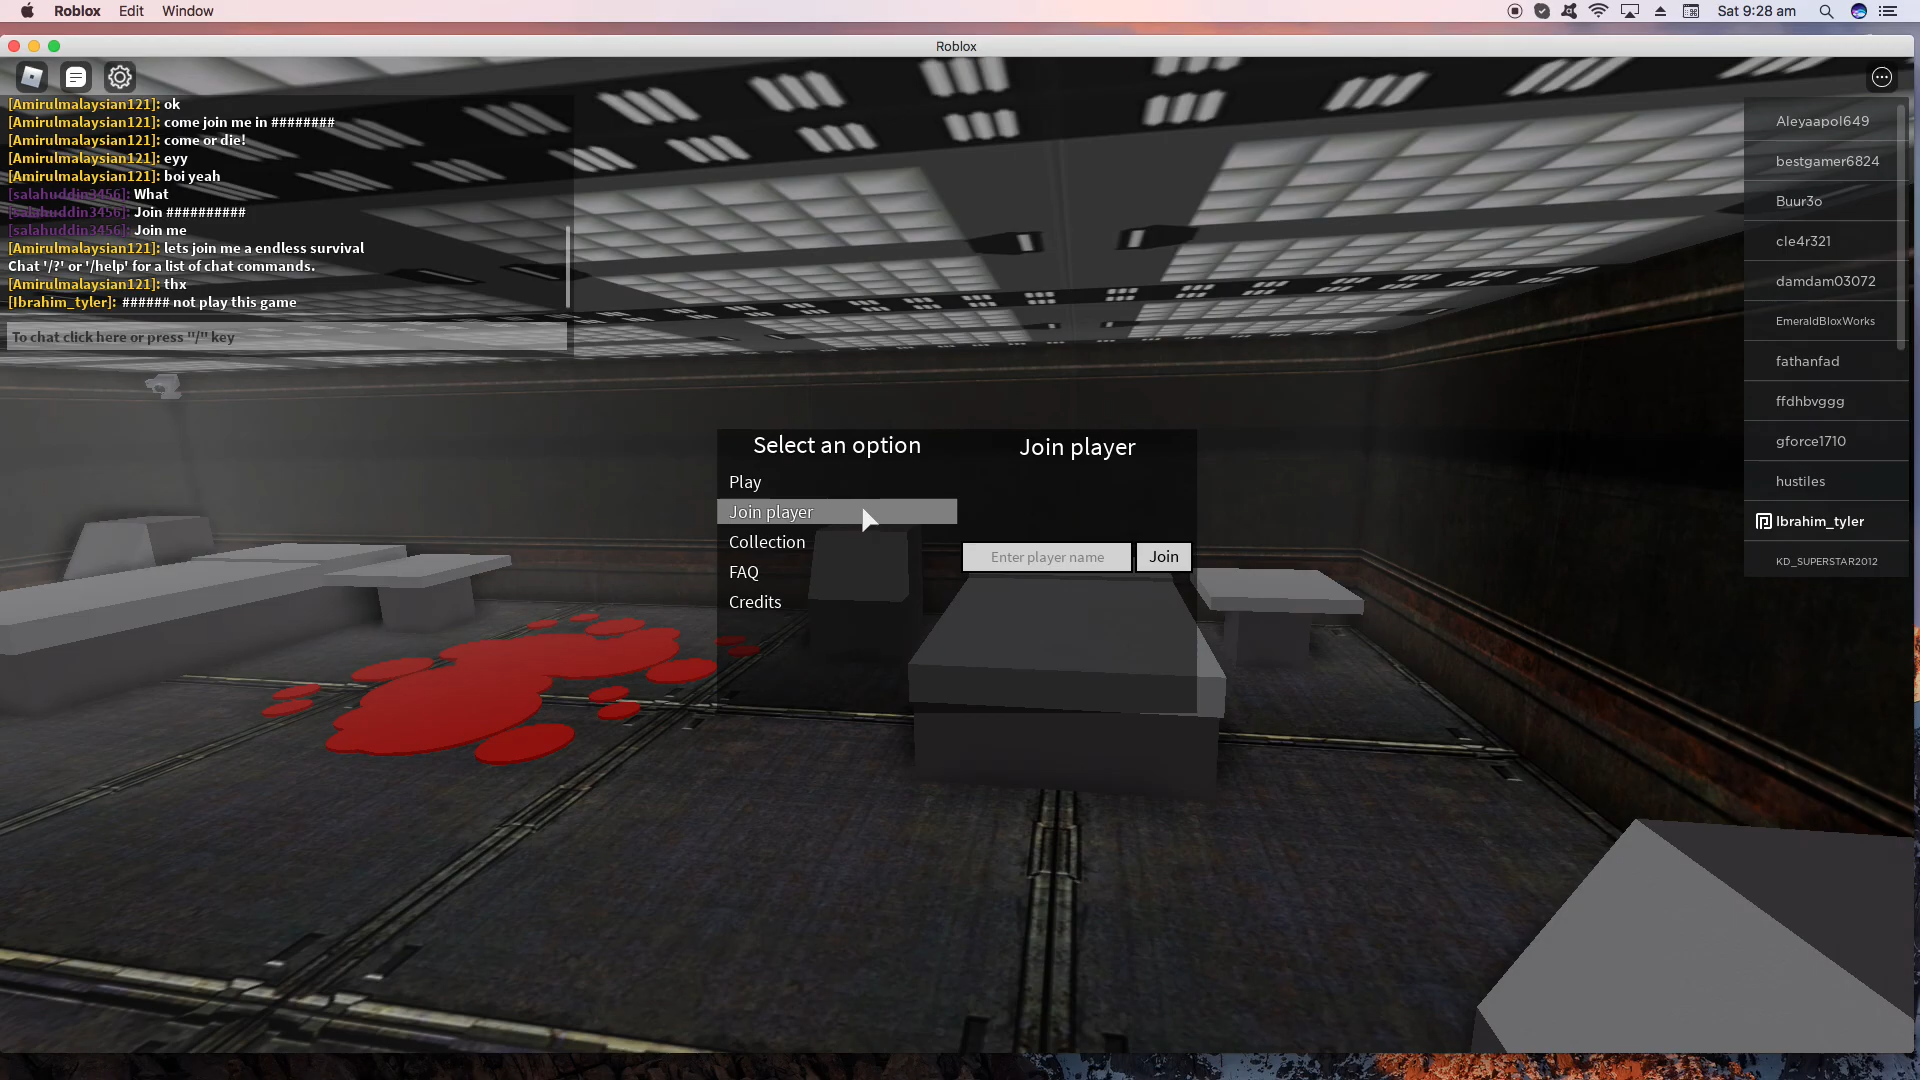 Roblox Edit Window Sat 9:28 am
Roblox
[Amirulmalaysian121]: ok
[Amirulmalaysian121]: come join me in ########
[Amirulmalaysian121]: come or die!
[Amirulmalaysian121]: eyy
[Amirulmalaysian121]: boi yeah
[salahuddin3456]: What
[salahuddin3456]: Join ##########
[salahuddin3456]: Join me
[Amirulmalaysian121]: lets join me a endless survival
Chat '/?' or '/help' for a list of chat commands.
[Amirulmalaysian121]: thx
[Ibrahim_tyler]: ###### not play this game
To chat click here or press "/" key
Select an option
Play
Join player
Collection
FAQ
Credits
Join player
Enter player name
Join
Aleyaapol649
bestgamer6824
Buur3o
cle4r321
damdam03072
EmeraldBloxWorks
fathanfad
ffdhbvggg
gforce1710
hustiles
Ibrahim_tyler
KD_SUPERSTAR2012